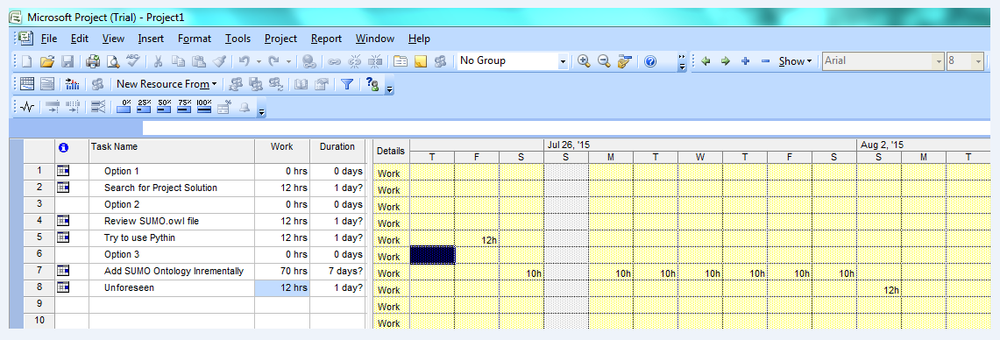 Microsoft Project (Trial) - Project1
File Edit View Insert Format Tools Project Report Window Help
ABC No Group Show Arial 8
New Resource From
0% 25% 50% 75% 100%
Task Name Work Duration Details Jul 26, '15 Aug 2, '15
T F S S M T W T F S S M T
1 Option 1 0 hrs 0 days Work
2 Search for Project Solution 12 hrs 1 day? Work
3 Option 2 0 hrs 0 days Work
4 Review SUMO.owl file 12 hrs 1 day? Work
5 Try to use Pythin 12 hrs 1 day? Work 12h
6 Option 3 0 hrs 0 days Work
7 Add SUMO Ontology Inrementally 70 hrs 7 days? Work 10h 10h 10h 10h 10h 10h 10h
8 Unforeseen 12 hrs 1 day? Work 12h
9 Work
10 Work